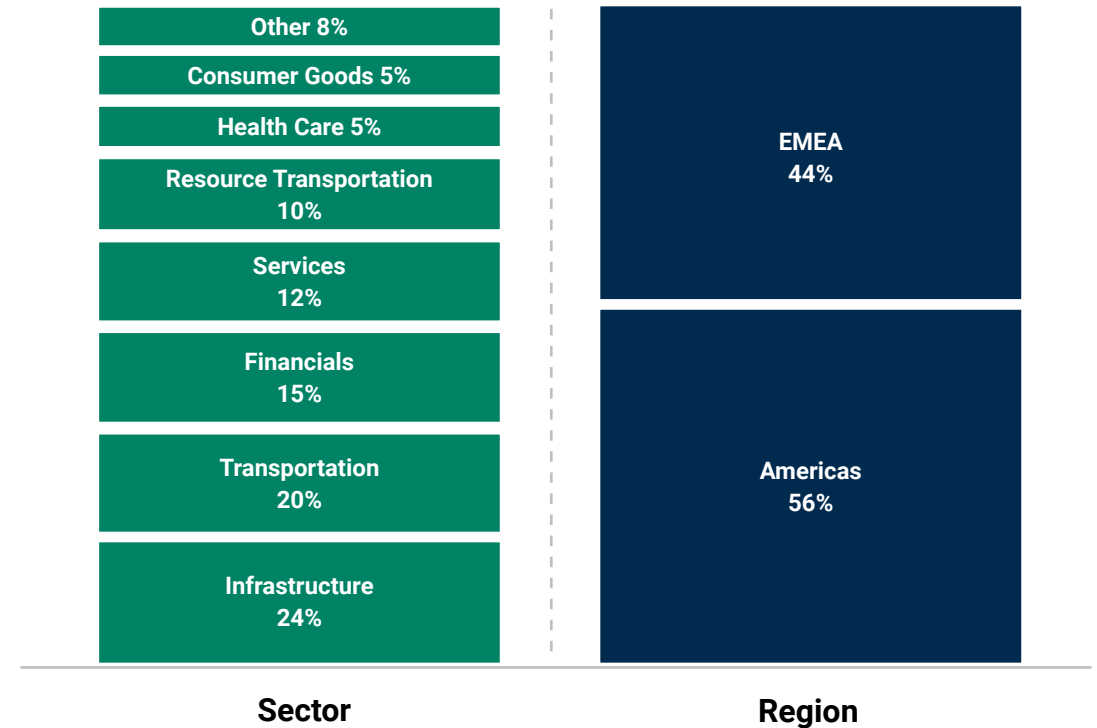 Other 8%
Consumer Goods 5%
Health Care 5%
Resource Transportation
10%
Services
12%
Financials
15%
Transportation
20%
Infrastructure
24%
Sector
EMEA
44%
Americas
56%
Region